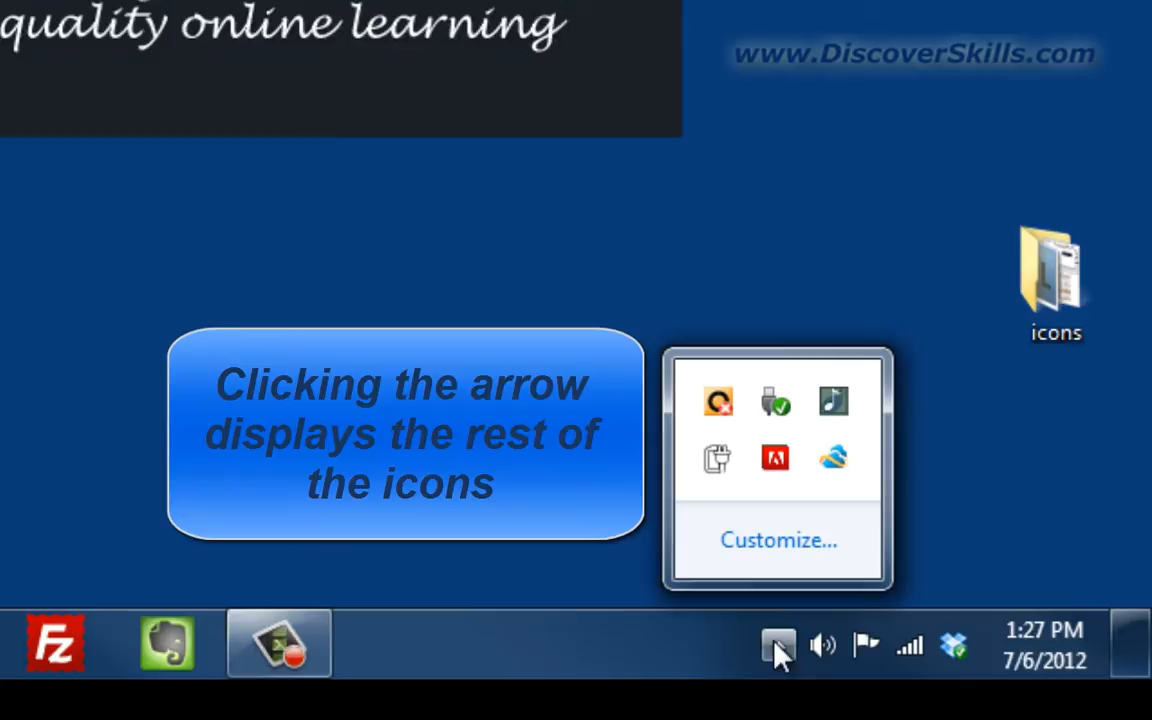 quality online learning
www.DiscoverSkills.com
icons
Clicking the arrow
displays the rest of
the icons
Customize...
Fz
1:27 PM
7/6/2012